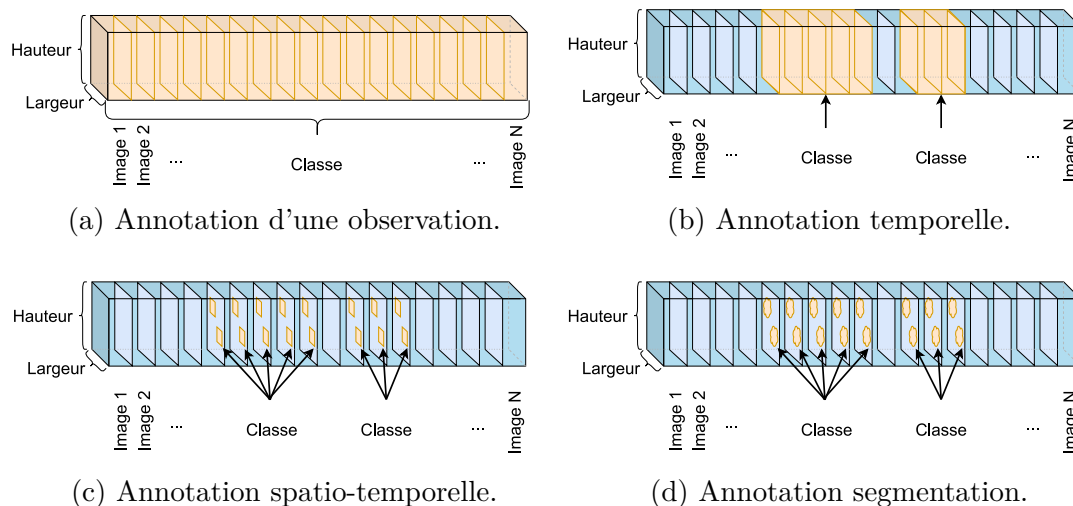 Hauteur
Largeur
Image 1
Image 2
...
Classe
...
Image N
(a) Annotation d'une observation.
Hauteur
Largeur
Image 1
Image 2
...
Classe
Classe
...
Image N
(b) Annotation temporelle.
Hauteur
Largeur
Image 1
Image 2
...
Classe
Classe
...
Image N
(c) Annotation spatio-temporelle.
Hauteur
Largeur
Image 1
Image 2
...
Classe
Classe
...
Image N
(d) Annotation segmentation.